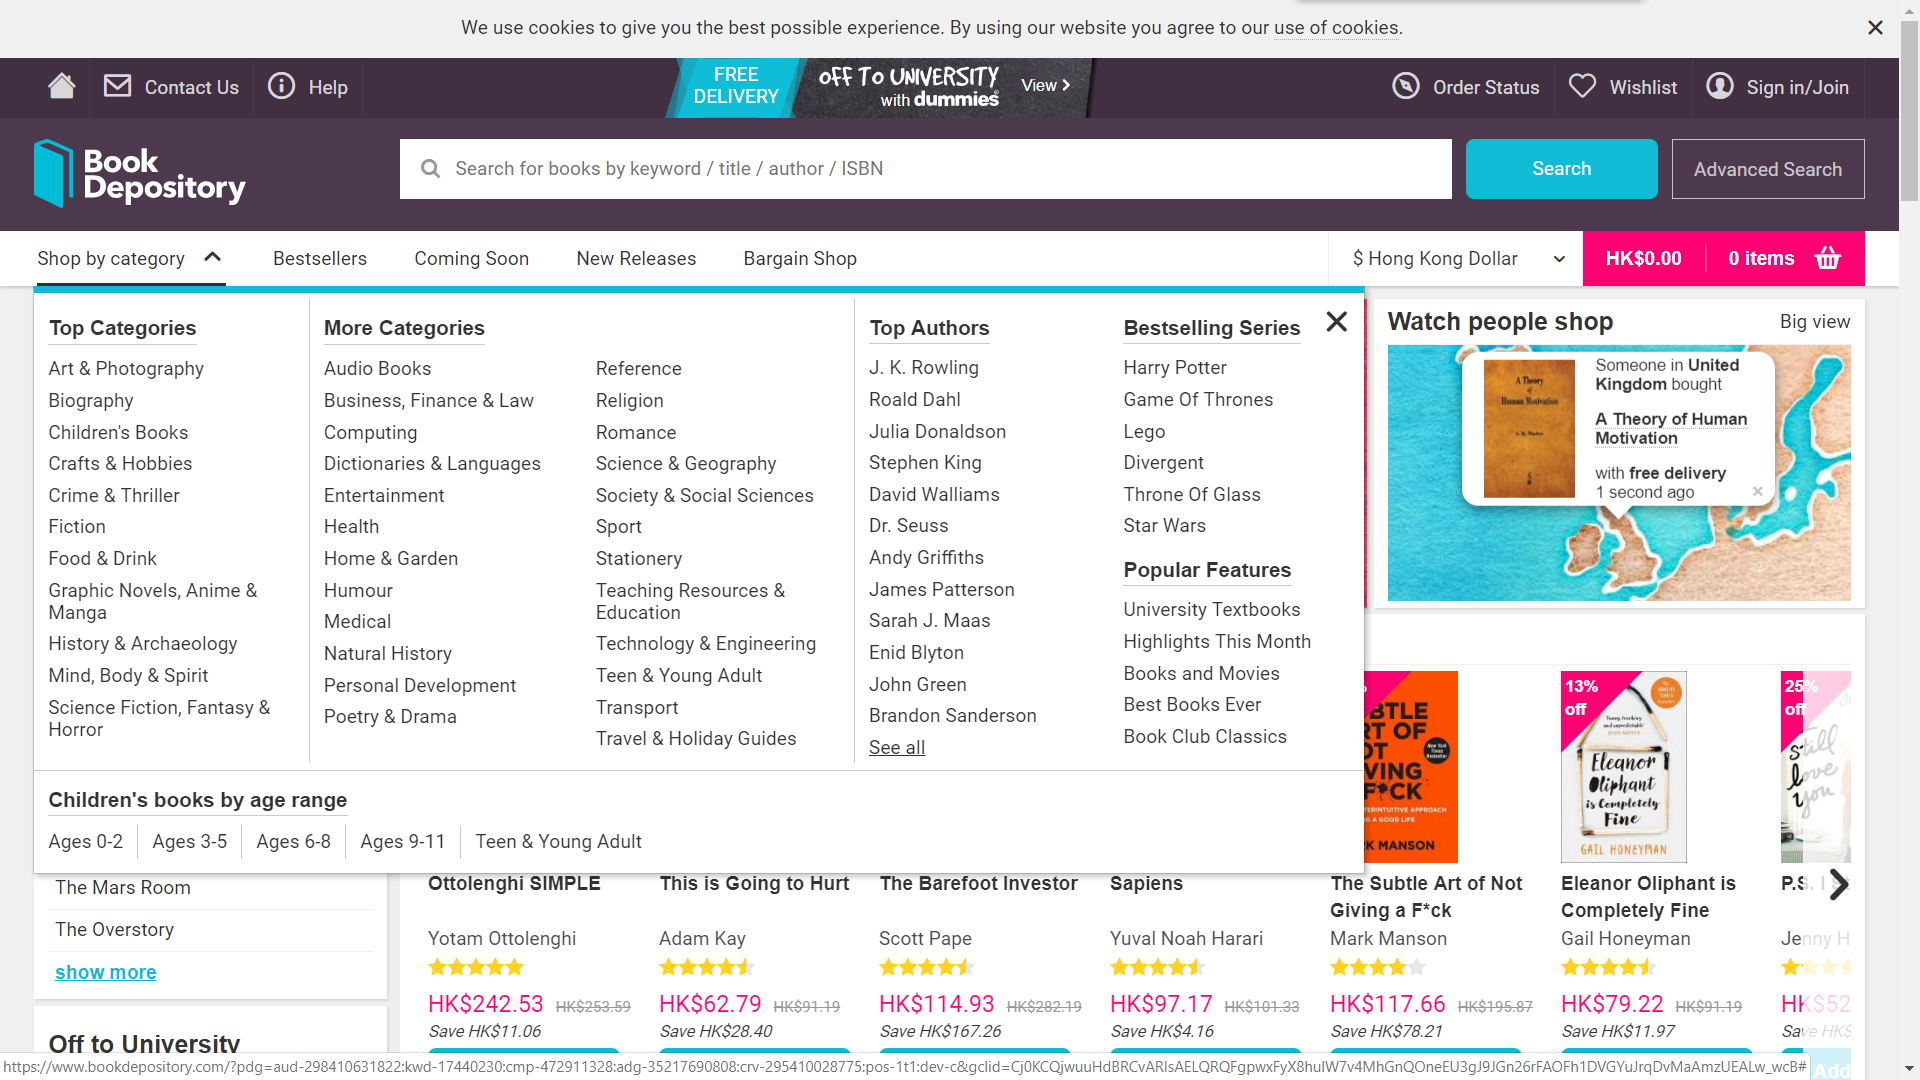 We use cookies to give you the best possible experience. By using our website you agree to our use of cookies.
Contact Us
Help
FREE DELIVERY
OFF TO UNIVERSITY
with dummies
View
Order Status
Wishlist
Sign in/Join
Book Depository
Search for books by keyword / title / author / ISBN
Search
Advanced Search
Shop by category
Bestsellers
Coming Soon
New Releases
Bargain Shop
$ Hong Kong Dollar
HK$0.00
0 items
Top Categories
Art & Photography
Biography
Children's Books
Crafts & Hobbies
Crime & Thriller
Fiction
Food & Drink
Graphic Novels, Anime &
Manga
History & Archaeology
Mind, Body & Spirit
Science Fiction, Fantasy &
Horror
More Categories
Audio Books
Business, Finance & Law
Computing
Dictionaries & Languages
Entertainment
Health
Home & Garden
Humour
Medical
Natural History
Personal Development
Poetry & Drama
Reference
Religion
Romance
Science & Geography
Society & Social Sciences
Sport
Stationery
Teaching Resources &
Education
Technology & Engineering
Teen & Young Adult
Transport
Travel & Holiday Guides
Top Authors
J. K. Rowling
Roald Dahl
Julia Donaldson
Stephen King
David Walliams
Dr. Seuss
Andy Griffiths
James Patterson
Sarah J. Maas
Enid Blyton
John Green
Brandon Sanderson
See all
Bestselling Series
Harry Potter
Game Of Thrones
Lego
Divergent
Throne Of Glass
Star Wars
Popular Features
University Textbooks
Highlights This Month
Books and Movies
Best Books Ever
Book Club Classics
Children's books by age range
Ages 0-2
Ages 3-5
Ages 6-8
Ages 9-11
Teen & Young Adult
Watch people shop
Big view
A Theory
of
Human Motivation
Someone in United
Kingdom bought
A Theory of Human
Motivation
with free delivery
1 second ago
The Mars Room
The Overstory
show more
Off to University
Ottolenghi SIMPLE
Yotam Ottolenghi
HK$242.53 HK$253.59
Save HK$11.06
This is Going to Hurt
Adam Kay
HK$62.79 HK$91.19
Save HK$28.40
The Barefoot Investor
Scott Pape
HK$114.93 HK$282.19
Save HK$167.26
Sapiens
Yuval Noah Harari
HK$97.17 HK$101.33
Save HK$4.16
The Subtle Art of Not
Giving a F*ck
Mark Manson
HK$117.66 HK$195.87
Save HK$78.21
13%
off
Eleanor
Oliphant
is Completely
Fine
GAIL HONEYMAN
Eleanor Oliphant is
Completely Fine
Gail Honeyman
HK$79.22 HK$91.19
Save HK$11.97
25%
off
still
love
you
P.S. I
Jenny H
HK$52
Save HK$
Add
https://www.bookdepository.com/?pdg=aud-298410631822:kwd-17440230:cmp-472911328:adg-35217690808:crv-295410028775:pos-1t1:dev-c&gclid=Cj0KCQjwuuHdBRCvARIsAELQRQFgpwxFyX8huIW7v4MhGnQOneEU3gJ9JGn26rFAOFh1DVGYuJrqDvMaAmzUEALw_wcB#